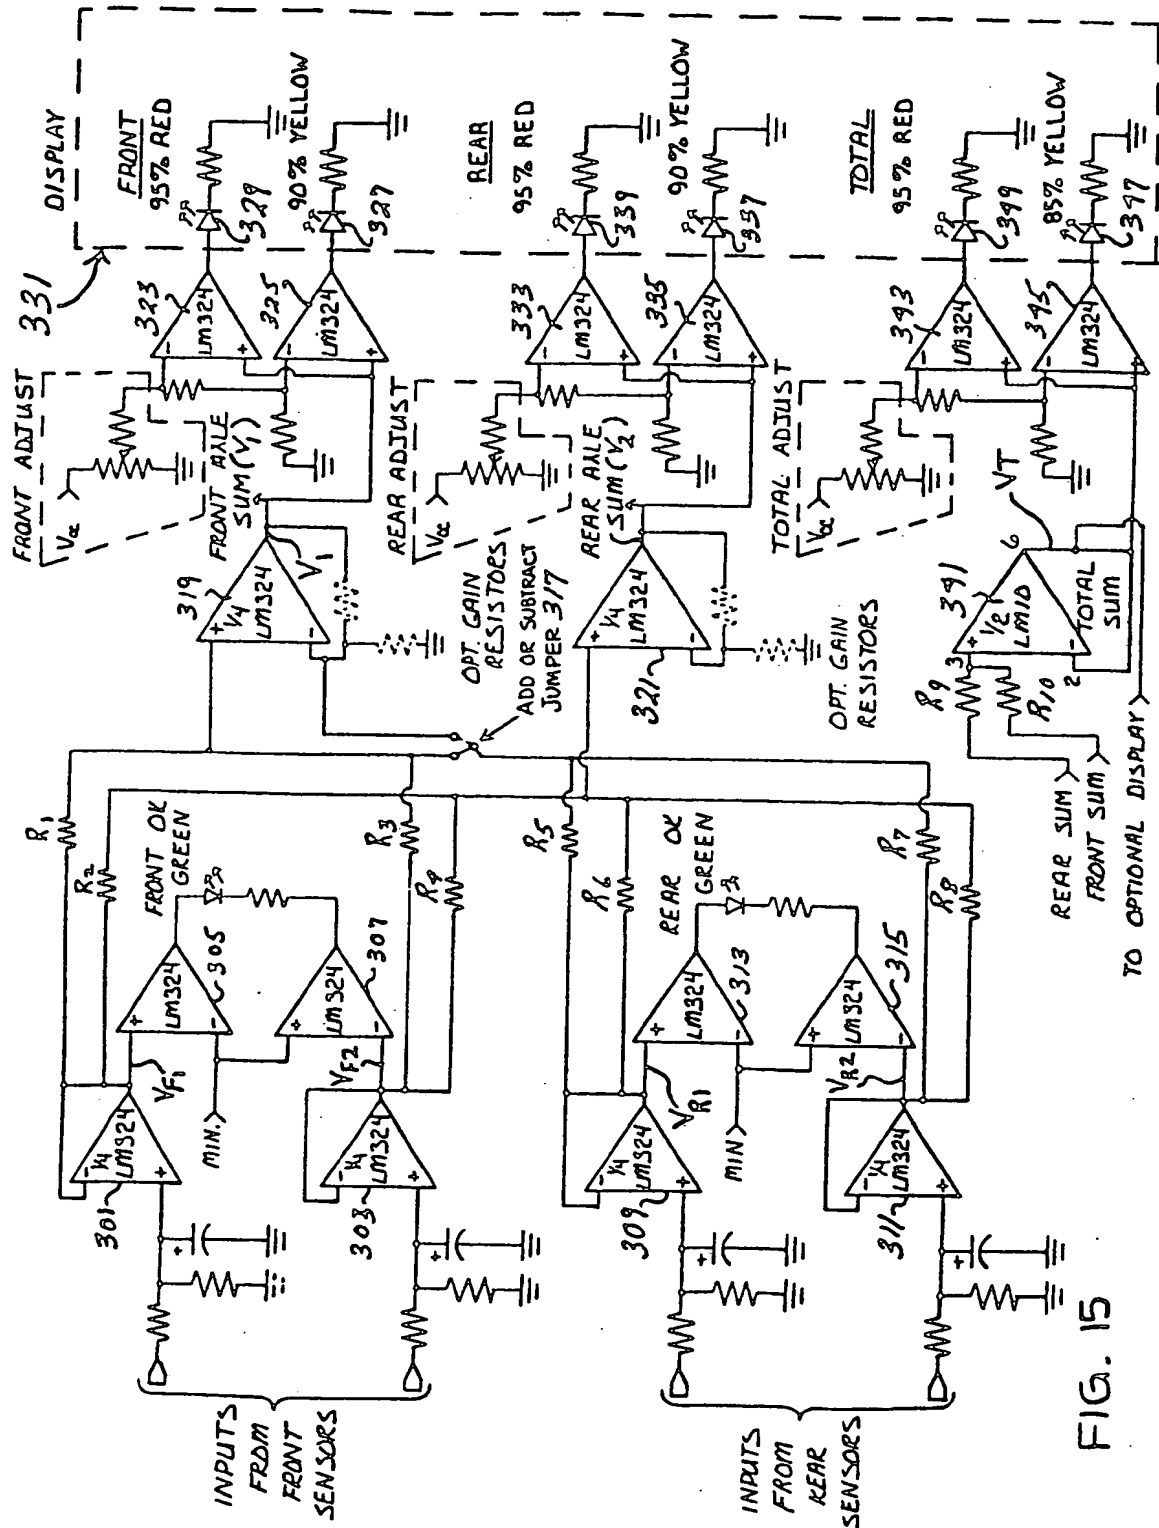 DISPLAY
331
FRONT ADJUST
Vcc
FRONT AXLE
SUM (V1)
FRONT
95% RED
90% YELLOW
323
LM324
325
LM324
329
327
319
1/4
LM324
V1
OPT. GAIN
RESISTORS
ADD OR SUBTRACT
JUMPER 317
REAR ADJUST
Vcc
REAR AXLE
SUM (V2)
REAR
95% RED
90% YELLOW
333
LM324
335
LM324
339
337
1/4
LM324
321
OPT. GAIN
RESISTORS
TOTAL ADJUST
Vcc
TOTAL
95% RED
85% YELLOW
343
LM324
345
LM324
349
347
VT
341
1/2
LM10
TOTAL
SUM
3
2
6
R9
R10
REAR SUM
FRONT SUM
TO OPTIONAL DISPLAY
R1
R2
R3
R4
R5
R6
R7
R8
FRONT OK
GREEN
305
LM324
307
LM324
VF1
VF2
MIN.
301
1/4
LM324
303
1/4
LM324
REAR OK
GREEN
313
LM324
315
LM324
VR1
VR2
MIN
309
1/4
LM324
311
1/4
LM324
INPUTS
FROM
FRONT
SENSORS
INPUTS
FROM
REAR
SENSORS
FIG. 15